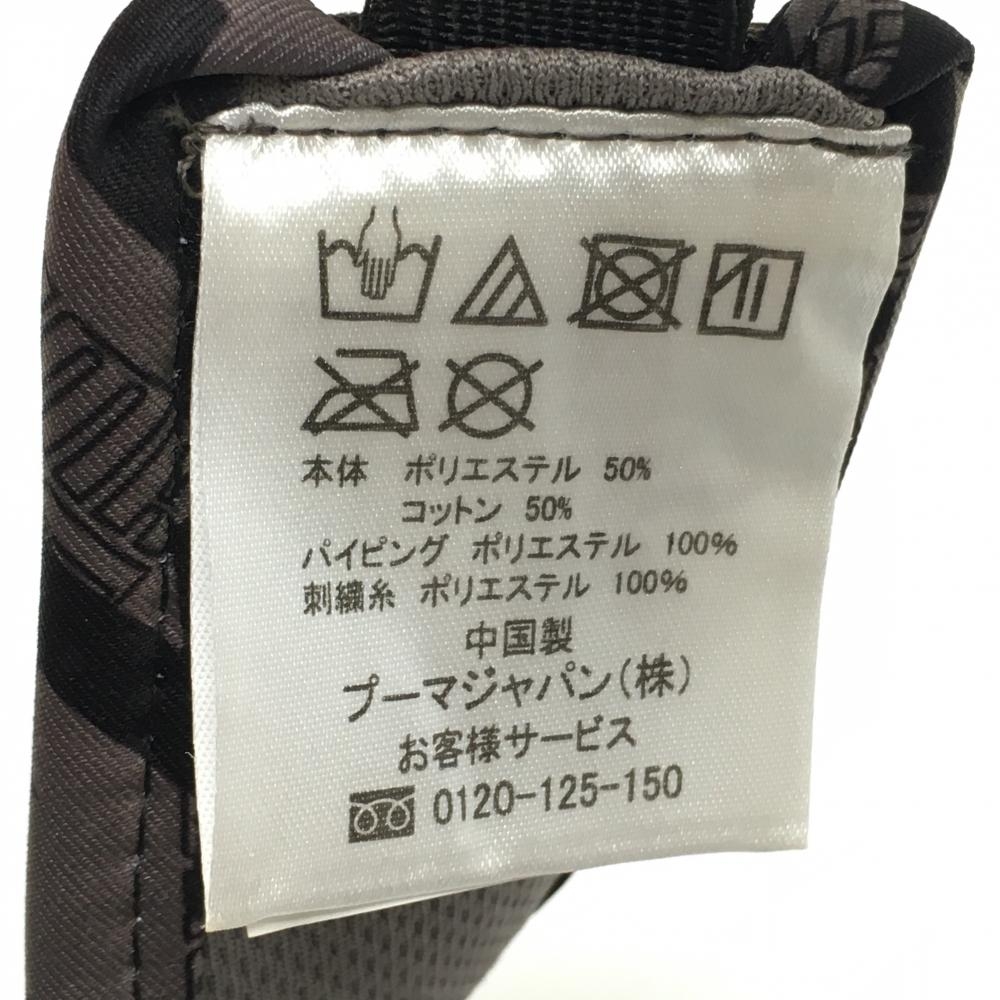 本体 ポリエステル 50%
コットン 50%
パイピング ポリエステル 100%
刺繍糸 ポリエステル 100%
中国製
プーマジャパン(株)
お客様サービス
0120-125-150